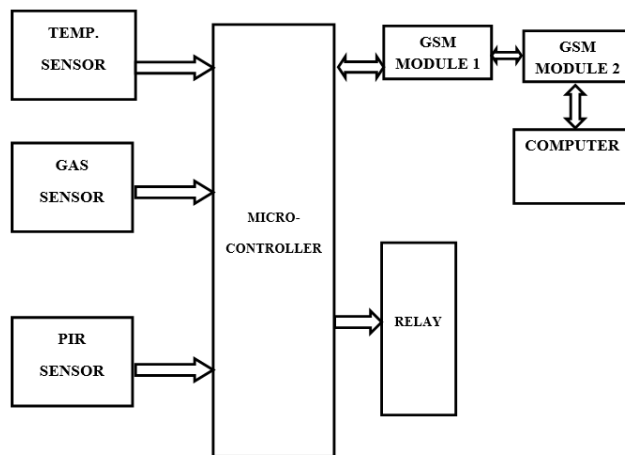 TEMP.
SENSOR
GAS
SENSOR
PIR
SENSOR
MICRO-
CONTROLLER
GSM
MODULE 1
GSM
MODULE 2
COMPUTER
RELAY